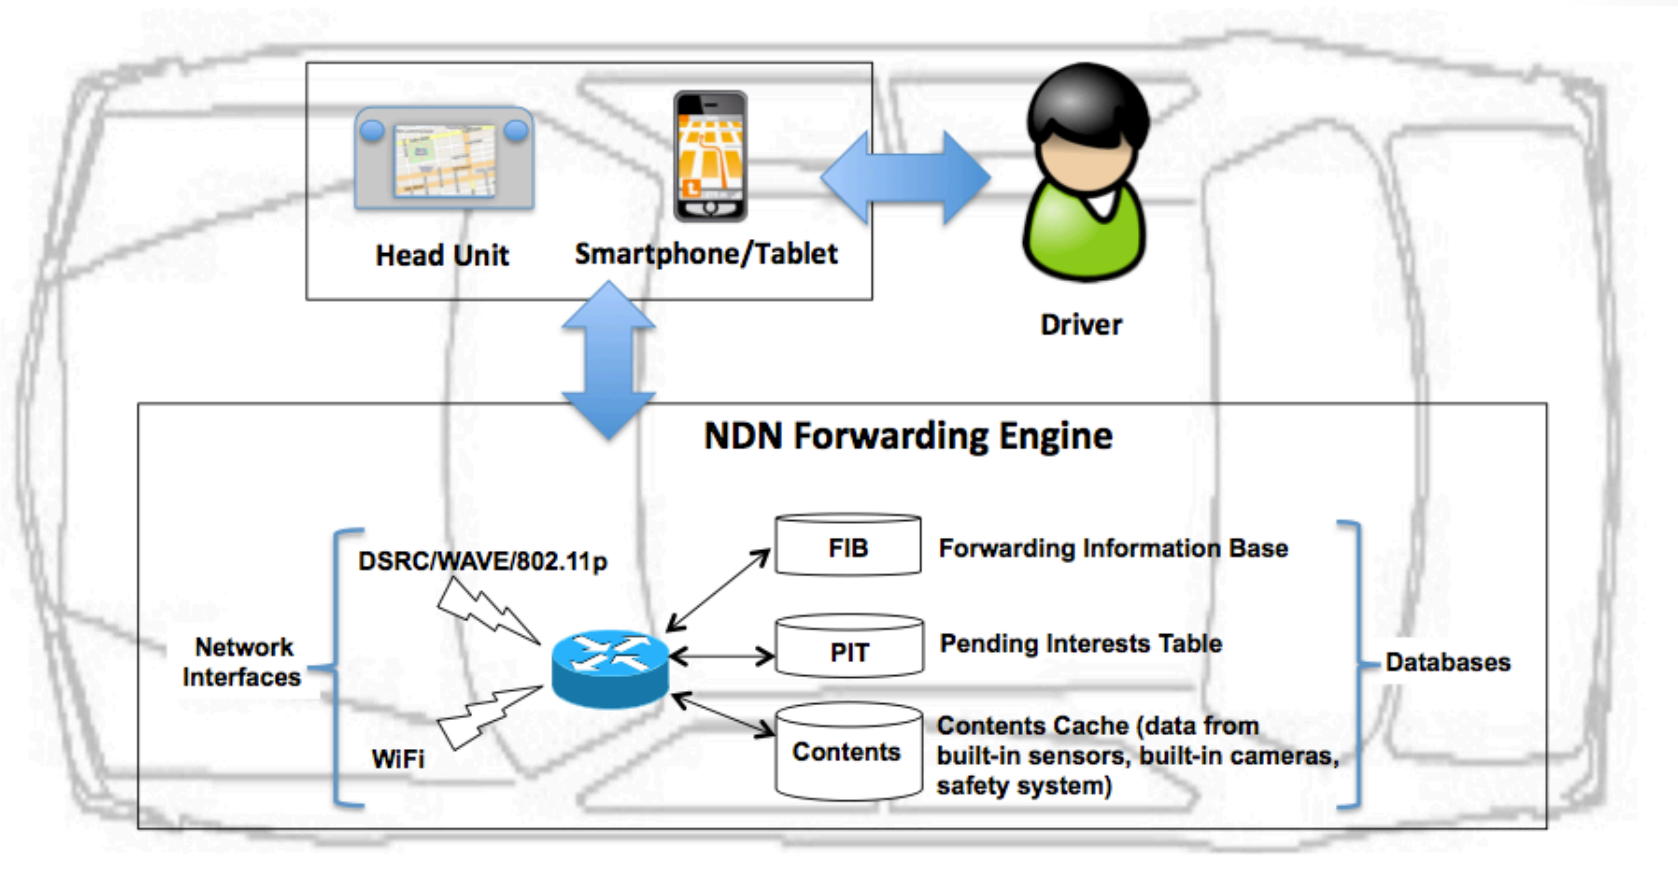 Head Unit
Smartphone/Tablet
Driver
NDN Forwarding Engine
DSRC/WAVE/802.11p
FIB
Forwarding Information Base
Network
Interfaces
PIT
Pending Interests Table
Databases
WiFi
Contents
Contents Cache (data from
built-in sensors, built-in cameras,
safety system)